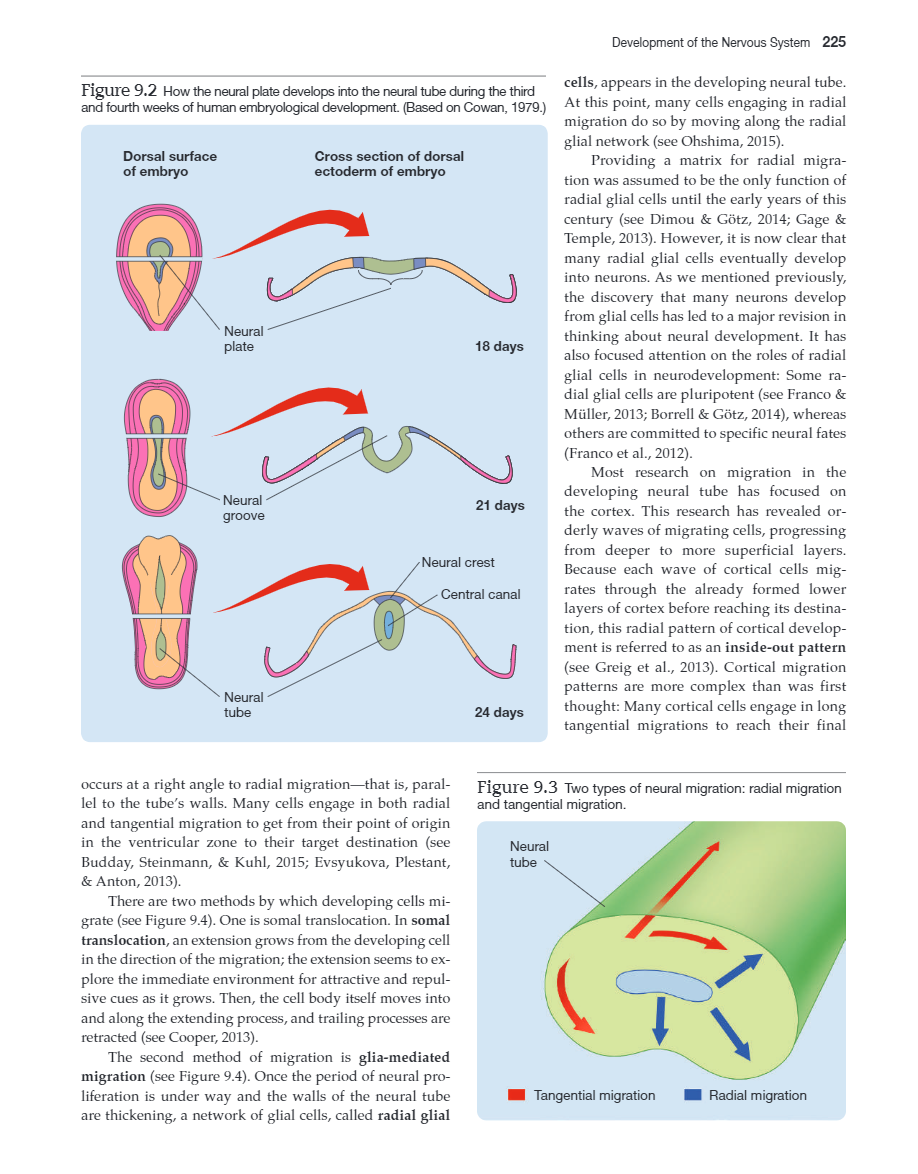 Development of the Nervous System 225
Figure 9.2 How the neural plate develops into the neural tube during the third
and fourth weeks of human embryological development. (Based on Cowan, 1979.)
Dorsal surface
of embryo
Cross section of dorsal
ectoderm of embryo
Neural
plate
18 days
Neural
groove
21 days
Neural crest
Central canal
Neural
tube
24 days
occurs at a right angle to radial migration—that is, paral-
lel to the tube's walls. Many cells engage in both radial
and tangential migration to get from their point of origin
in the ventricular zone to their target destination (see
Budday, Steinmann, & Kuhl, 2015; Evsyukova, Plestant,
& Anton, 2013).
There are two methods by which developing cells mi-
grate (see Figure 9.4). One is somal translocation. In somal
translocation, an extension grows from the developing cell
in the direction of the migration; the extension seems to ex-
plore the immediate environment for attractive and repul-
sive cues as it grows. Then, the cell body itself moves into
and along the extending process, and trailing processes are
retracted (see Cooper, 2013).
The second method of migration is glia-mediated
migration (see Figure 9.4). Once the period of neural pro-
liferation is under way and the walls of the neural tube
are thickening, a network of glial cells, called radial glial
cells, appears in the developing neural tube.
At this point, many cells engaging in radial
migration do so by moving along the radial
glial network (see Ohshima, 2015).
Providing a matrix for radial migra-
tion was assumed to be the only function of
radial glial cells until the early years of this
century (see Dimou & Götz, 2014; Gage &
Temple, 2013). However, it is now clear that
many radial glial cells eventually develop
into neurons. As we mentioned previously,
the discovery that many neurons develop
from glial cells has led to a major revision in
thinking about neural development. It has
also focused attention on the roles of radial
glial cells in neurodevelopment: Some ra-
dial glial cells are pluripotent (see Franco &
Müller, 2013; Borrell & Götz, 2014), whereas
others are committed to specific neural fates
(Franco et al., 2012).
Most research on migration in the
developing neural tube has focused on
the cortex. This research has revealed or-
derly waves of migrating cells, progressing
from deeper to more superficial layers.
Because each wave of cortical cells mig-
rates through the already formed lower
layers of cortex before reaching its destina-
tion, this radial pattern of cortical develop-
ment is referred to as an inside-out pattern
(see Greig et al., 2013). Cortical migration
patterns are more complex than was first
thought: Many cortical cells engage in long
tangential migrations to reach their final
Figure 9.3 Two types of neural migration: radial migration
and tangential migration.
Neural
tube
Tangential migration
Radial migration